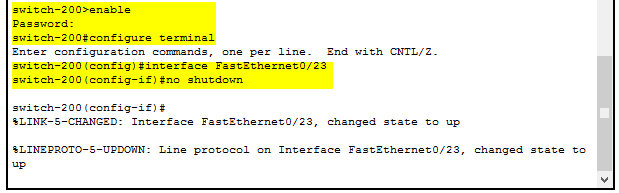 switch-200>enable
Password:
switch-200#configure terminal
Enter configuration commands, one per line.  End with CNTL/Z.
switch-200(config)#interface FastEthernet0/23
switch-200(config-if)#no shutdown
switch-200(config-if)#
%LINK-5-CHANGED: Interface FastEthernet0/23, changed state to up
%LINEPROTO-5-UPDOWN: Line protocol on Interface FastEthernet0/23, changed state to
up